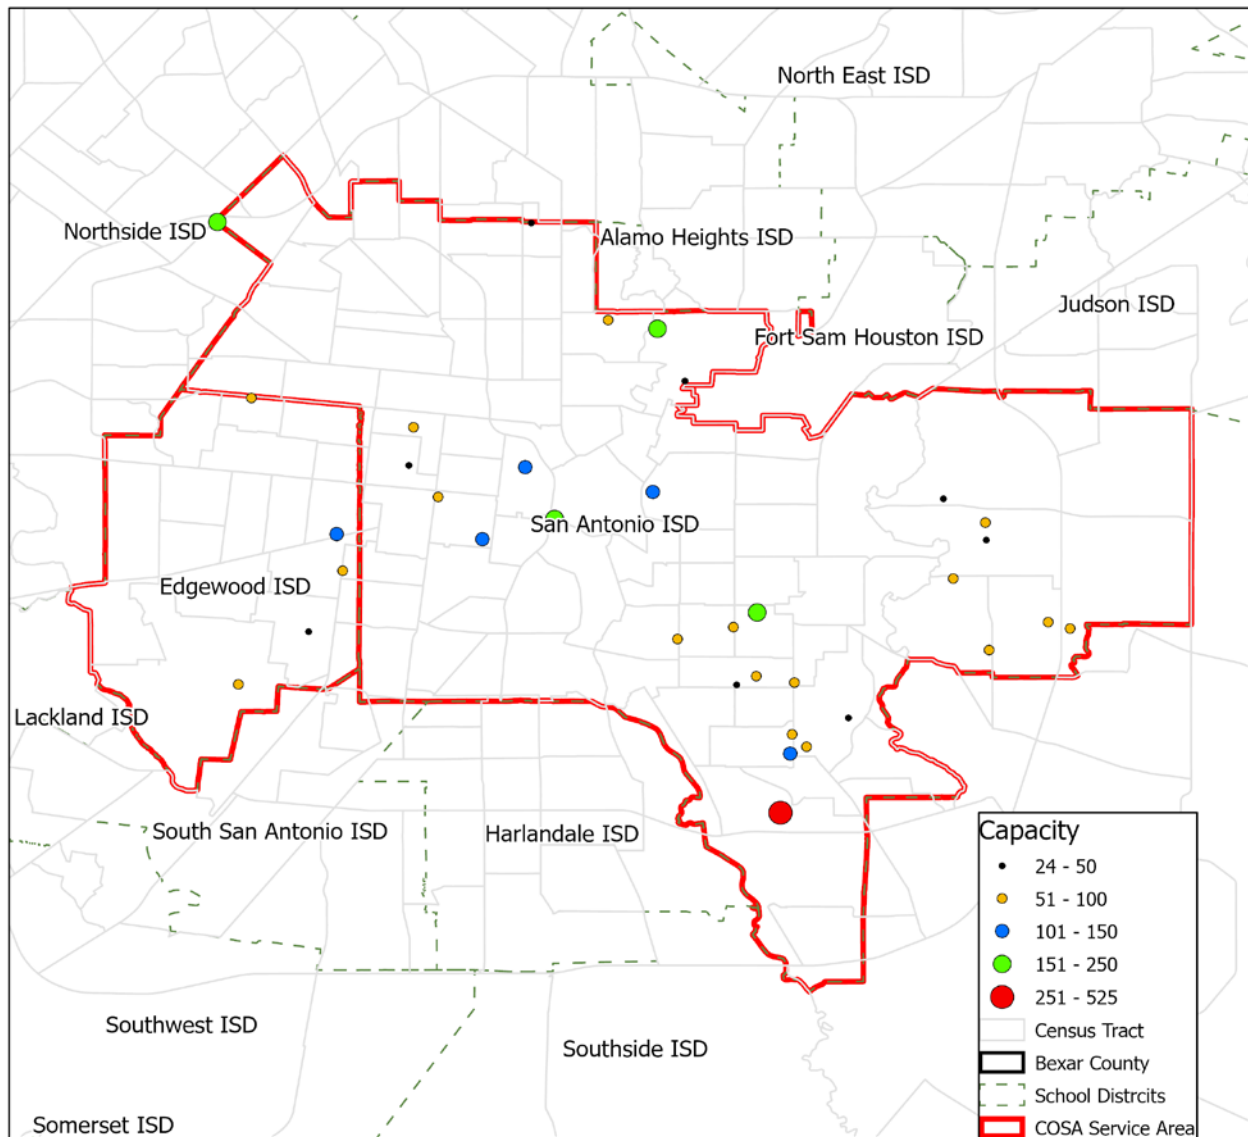 North East ISD
Northside ISD
Alamo Heights ISD
Judson ISD
Fort Sam Houston ISD
San Antonio ISD
Edgewood ISD
Lackland ISD
South San Antonio ISD
Harlandale ISD
Southwest ISD
Southside ISD
Somerset ISD
Capacity
24 - 50
51 - 100
101 - 150
151 - 250
251 - 525
Census Tract
Bexar County
School Distrcits
COSA Service Area